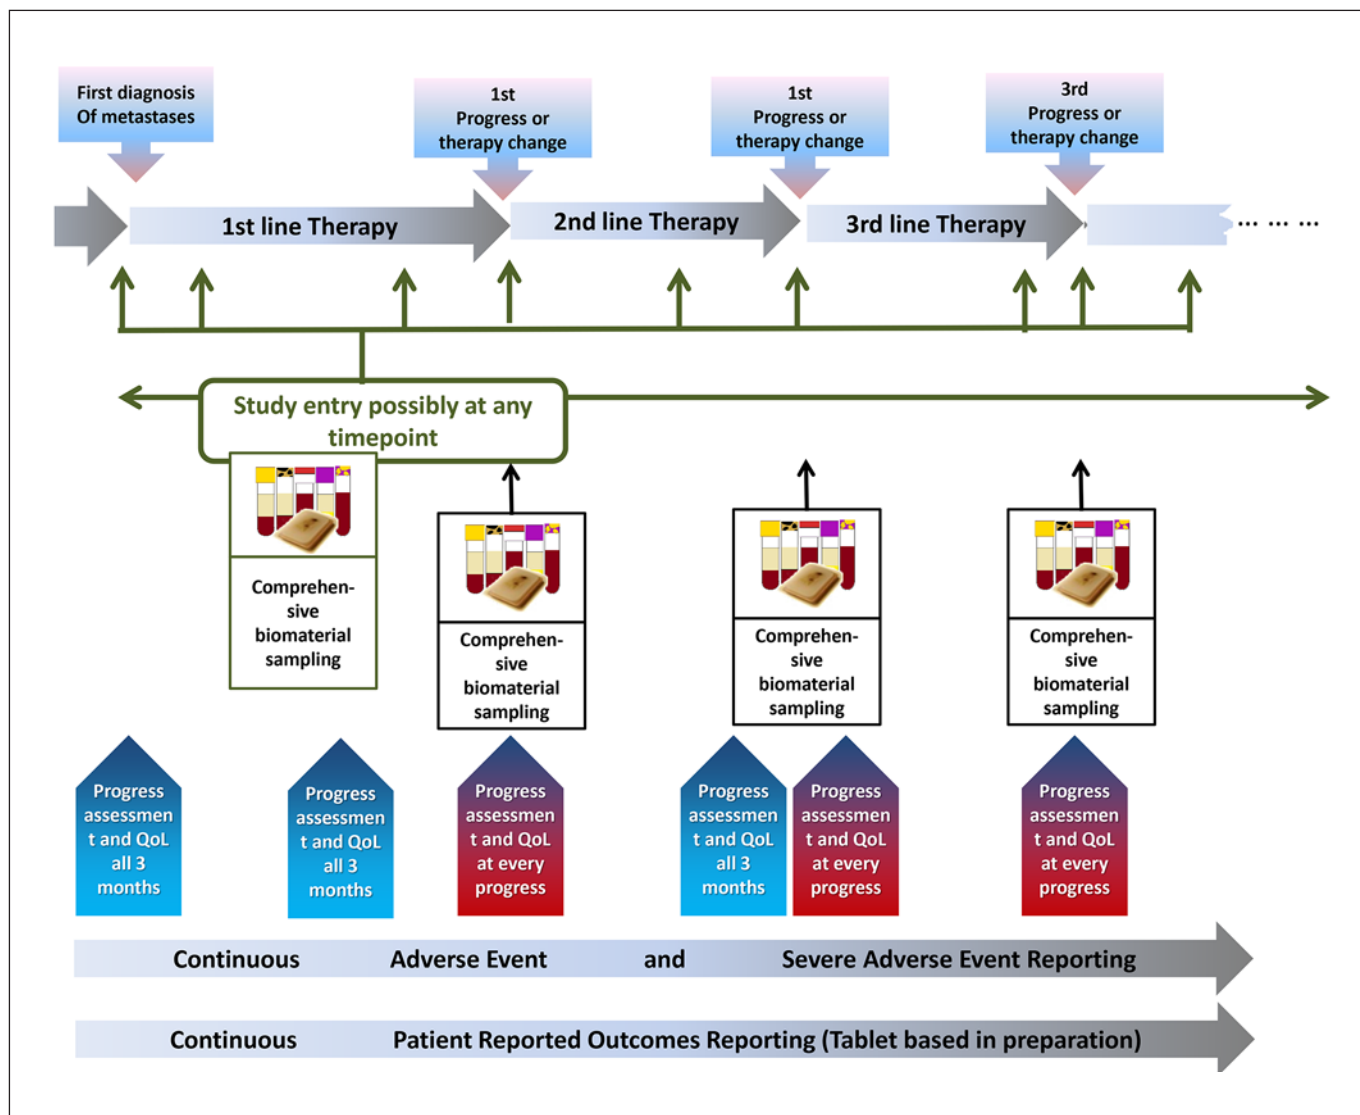 First diagnosis
Of metastases
1st
Progress or
therapy change
1st
Progress or
therapy change
3rd
Progress or
therapy change
1st line Therapy
2nd line Therapy
3rd line Therapy
... ... ...
Study entry possibly at any
timepoint
Comprehen-
sive
biomaterial
sampling
Comprehen-
sive
biomaterial
sampling
Comprehen-
sive
biomaterial
sampling
Comprehen-
sive
biomaterial
sampling
Progress
assessmen
t and QoL
all 3
months
Progress
assessmen
t and QoL
all 3
months
Progress
assessmen
t and QoL
at every
progress
Progress
assessmen
t and QoL
all 3
months
Progress
assessmen
t and QoL
at every
progress
Progress
assessmen
t and QoL
at every
progress
Continuous Adverse Event and Severe Adverse Event Reporting
Continuous Patient Reported Outcomes Reporting (Tablet based in preparation)